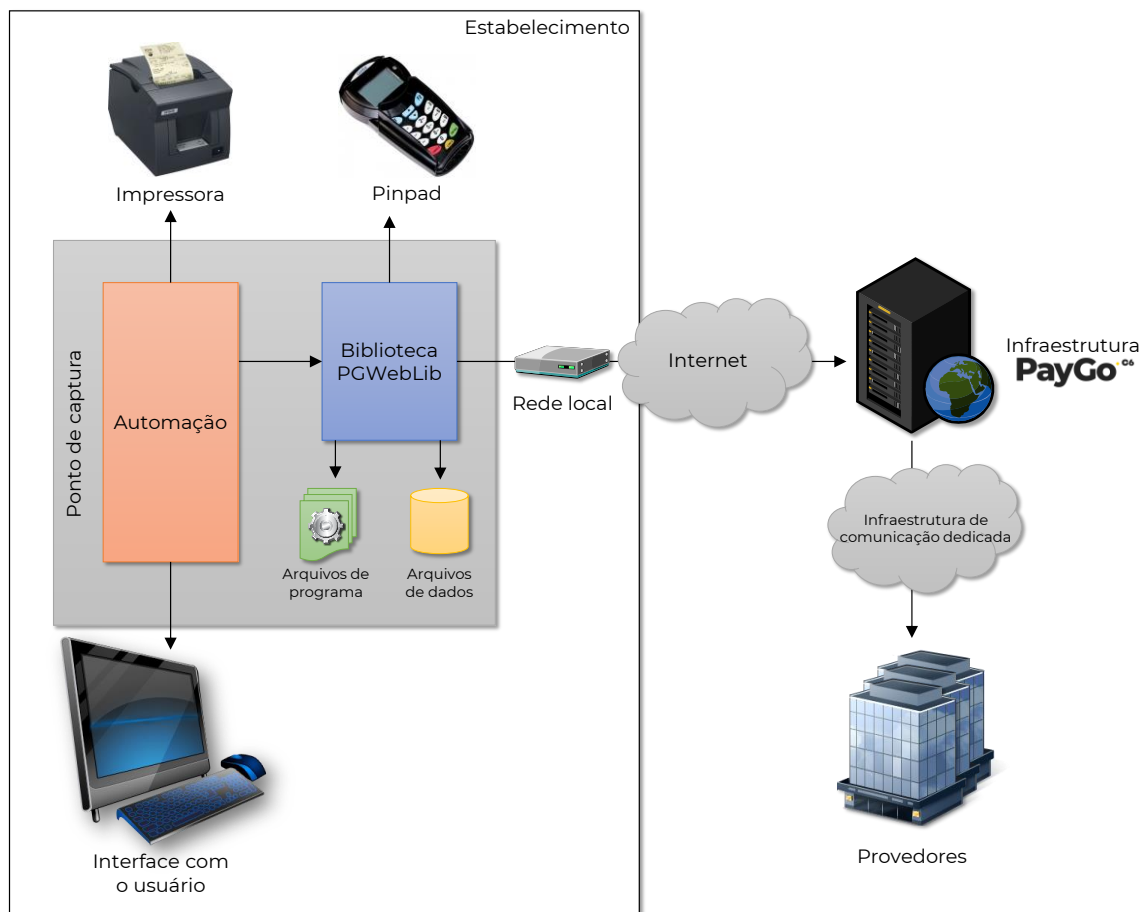 Estabelecimento
Impressora
Pinpad
Ponto de captura
Automação
Biblioteca
PGWebLib
Rede local
Internet
Infraestrutura
PayGo C6
Arquivos de
programa
Arquivos
de dados
Infraestrutura de
comunicação dedicada
Interface com
o usuário
Provedores